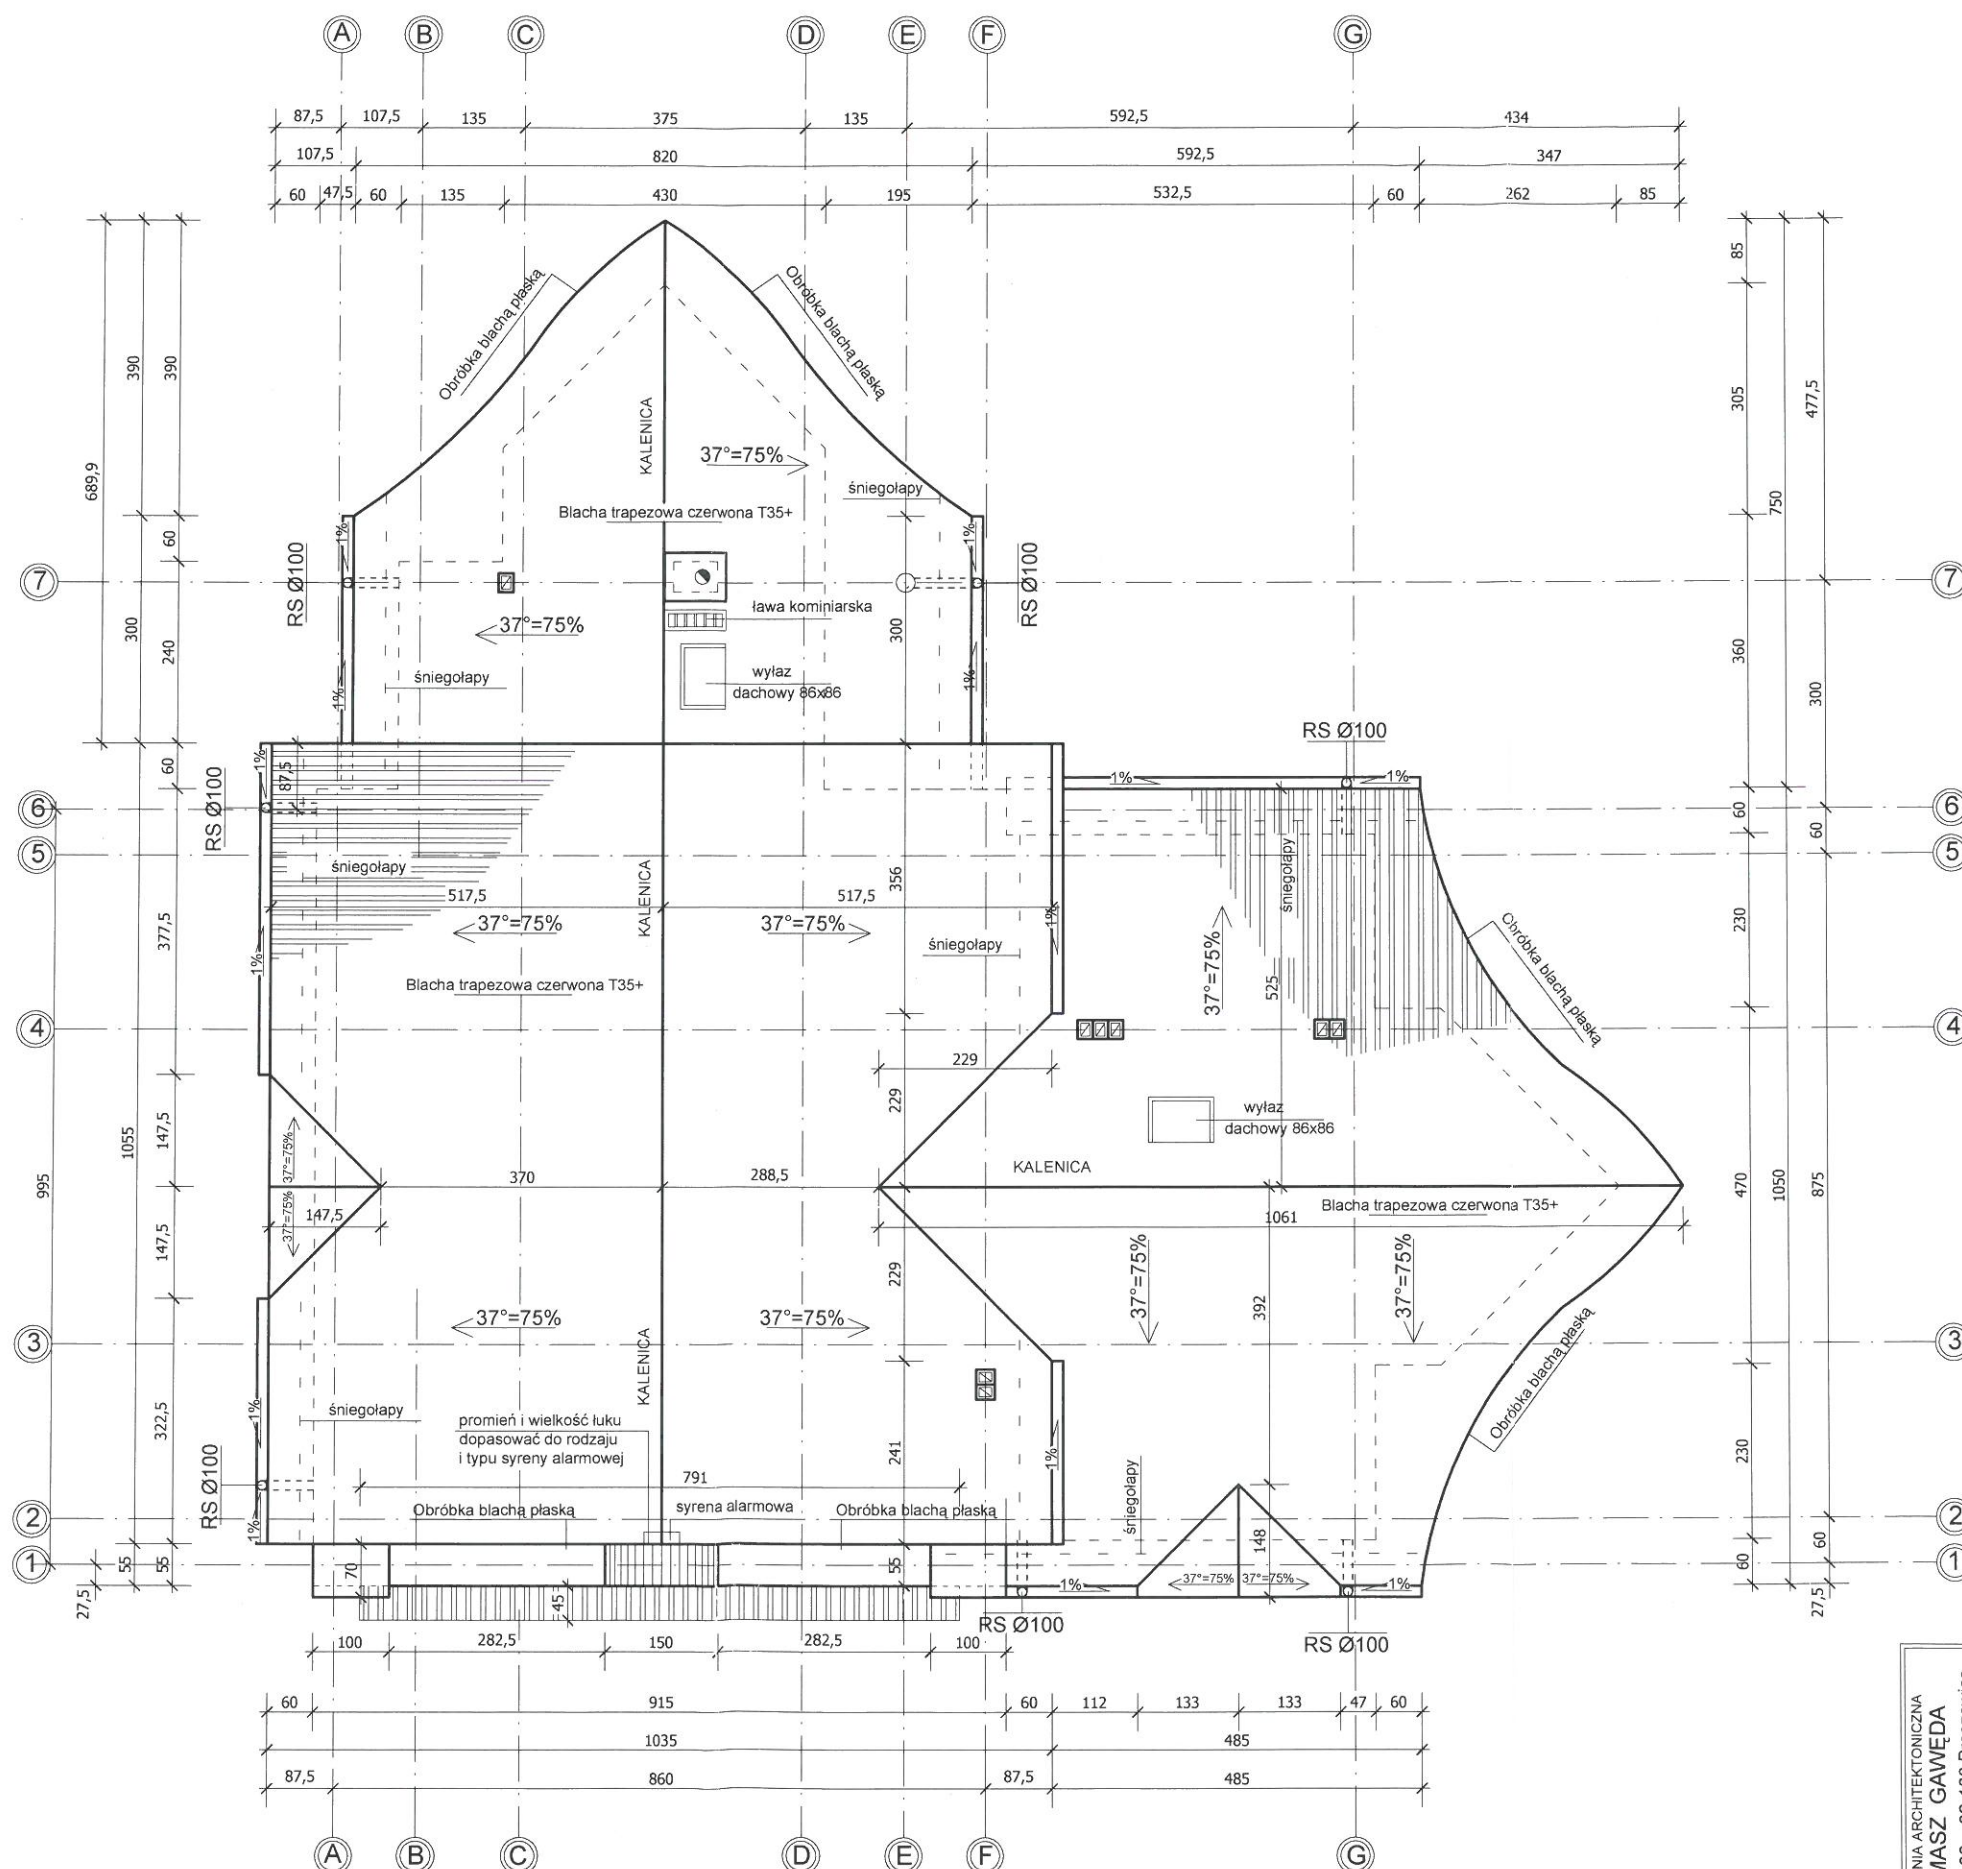 A B C D E F G
87,5 107,5 135 375 135 592,5 434
107,5 820 592,5 347
60 47,5 60 135 430 195 532,5 60 262 85
689,9
390
300
1055
390
60
240
60
377,5
147,5
147,5
322,5
55
55
27,5
995
85
305
360
60
230
470
230
60
750
1050
477,5
300
60
875
60
27,5
7
6
5
4
3
2
1
7
6
5
4
3
2
1
Obróbka blachą płaską
Obróbka blachą płaską
KALENICA
37°=75%
śniegołapy
Blacha trapezowa czerwona T35+
1%
1%
RS Ø100
RS Ø100
ława kominiarska
37°=75%
300
wyłaz
dachowy 86x86
śniegołapy
1%
1%
RS Ø100
1%
87,5
1%
1%
RS Ø100
śniegołapy
KALENICA
356
śniegołapy
517,5
517,5
37°=75%
37°=75%
1%
1%
śniegołapy
37°=75%
525
Obróbka blachą płaską
Blacha trapezowa czerwona T35+
229
229
wyłaz
dachowy 86x86
37°=75%
37°=75%
147,5
370
288,5
KALENICA
Blacha trapezowa czerwona T35+
1061
229
37°=75%
37°=75%
392
37°=75%
37°=75%
KALENICA
Obróbka blachą płaską
śniegołapy
1%
promień i wielkość łuku
dopasować do rodzaju
i typu syreny alarmowej
241
1%
RS Ø100
791
śniegołapy
Obróbka blachą płaską
syrena alarmowa
Obróbka blachą płaską
1%
70
45
55
148
37°=75%
37°=75%
1%
1%
RS Ø100
RS Ø100
100 282,5 150 282,5 100
60 915 60 112 133 133 47 60
1035 485
87,5 860 87,5 485
A B C D E F G
NIA ARCHITEKTONICZNA
MASZ GAWĘDA